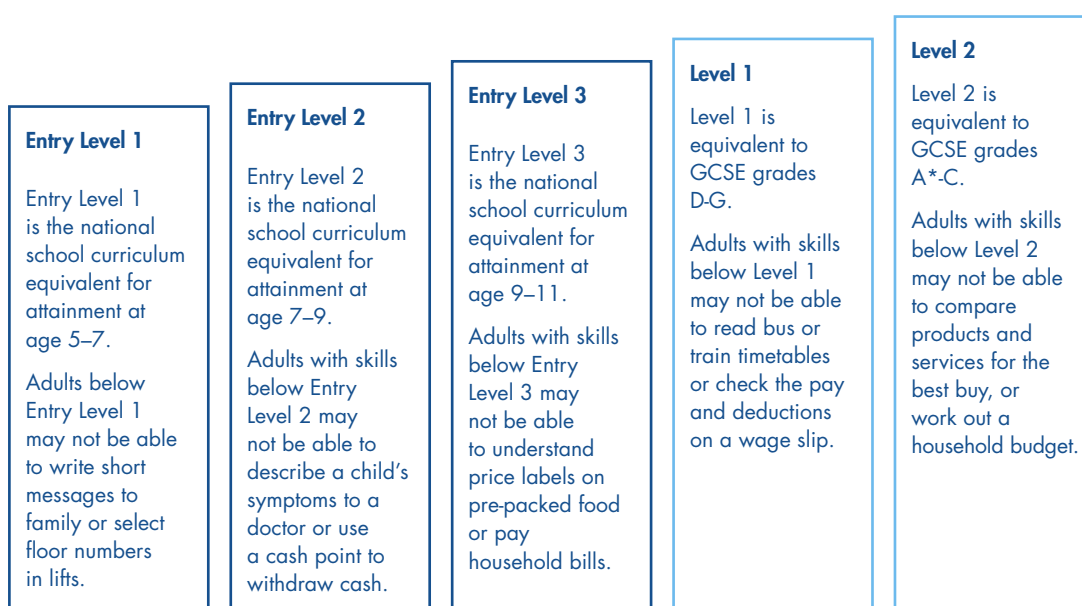 Entry Level 1
Entry Level 1
is the national
school curriculum
equivalent for
attainment at
age 5–7.
Adults below
Entry Level 1
may not be able
to write short
messages to
family or select
floor numbers
in lifts.
Entry Level 2
Entry Level 2
is the national
school curriculum
equivalent for
attainment at
age 7–9.
Adults with skills
below Entry
Level 2 may
not be able to
describe a child’s
symptoms to a
doctor or use
a cash point to
withdraw cash.
Entry Level 3
Entry Level 3
is the national
school curriculum
equivalent for
attainment at
age 9–11.
Adults with skills
below Entry
Level 3 may
not be able
to understand
price labels on
pre-packed food
or pay
household bills.
Level 1
Level 1 is
equivalent to
GCSE grades
D-G.
Adults with skills
below Level 1
may not be able
to read bus or
train timetables
or check the pay
and deductions
on a wage slip.
Level 2
Level 2 is
equivalent to
GCSE grades
A*-C.
Adults with skills
below Level 2
may not be able
to compare
products and
services for the
best buy, or
work out a
household budget.